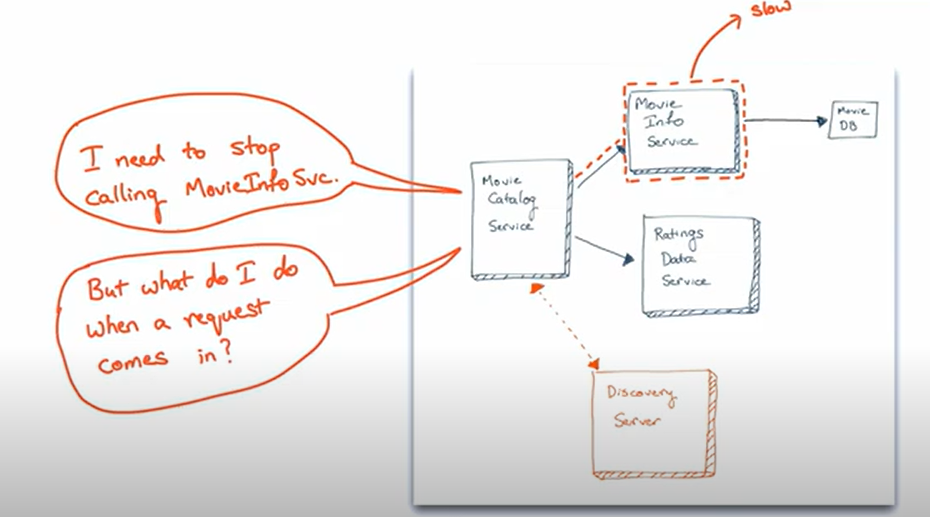 slow
I need to stop
calling MovieInfoSvc.
But what do I do
when a request
comes in?
Movie
Catalog
Service
Movie
Info
Service
Movie
DB
Ratings
Data
Service
Discovery
Server